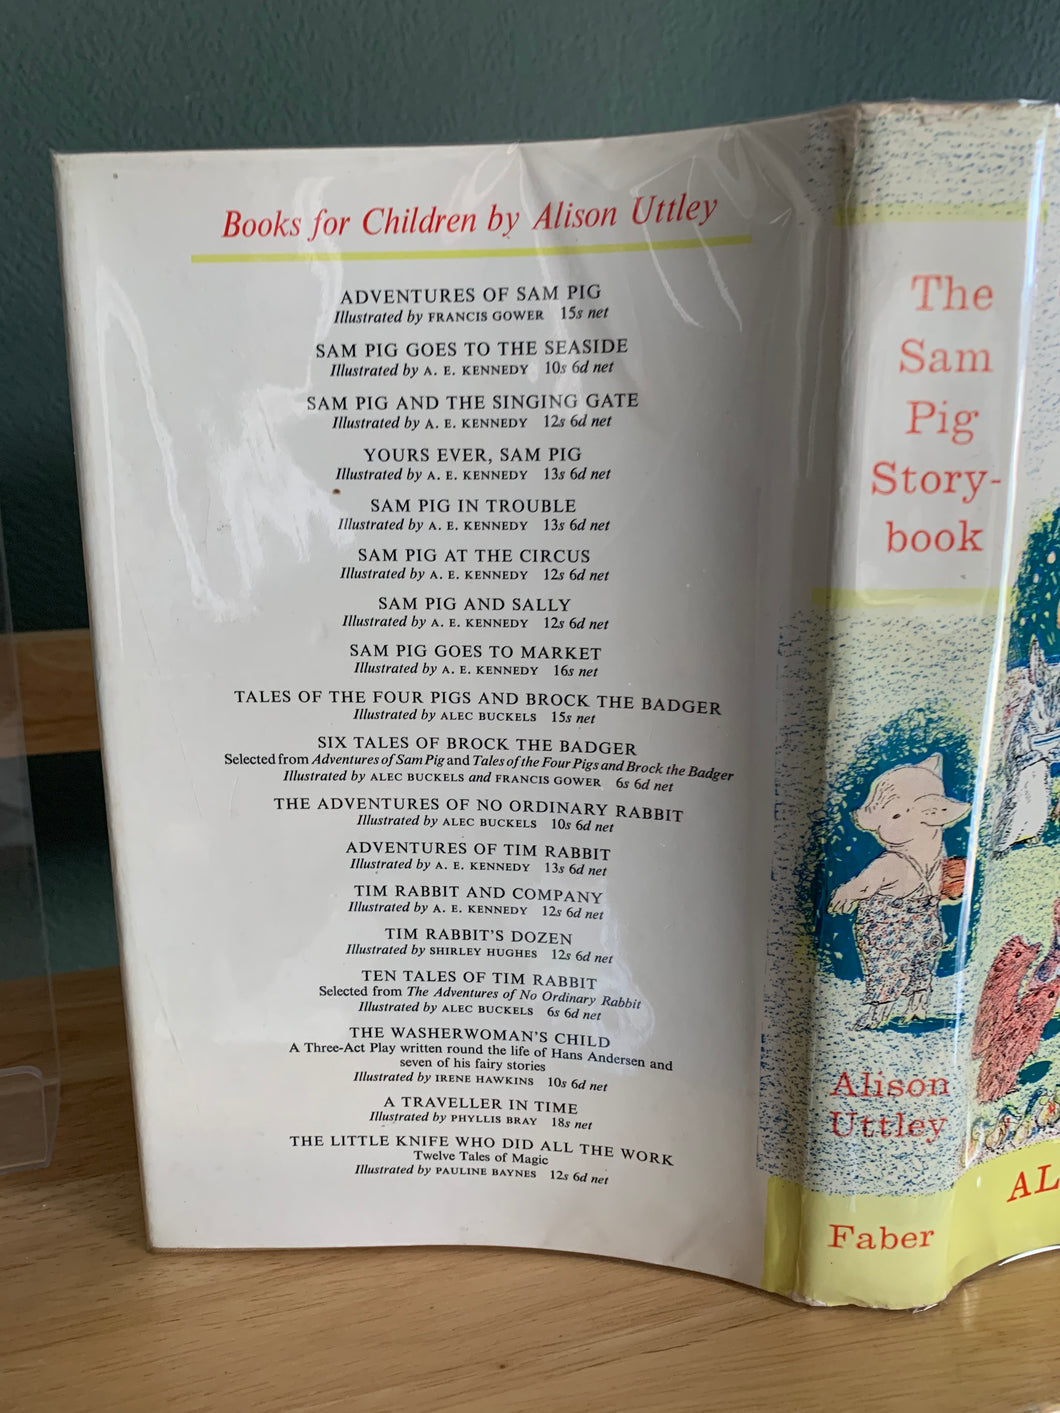 Books for Children by Alison Uttley
ADVENTURES OF SAM PIG
Illustrated by FRANCIS GOWER 15s net
SAM PIG GOES TO THE SEASIDE
Illustrated by A. E. KENNEDY 10s 6d net
SAM PIG AND THE SINGING GATE
Illustrated by A. E. KENNEDY 12s 6d net
YOURS EVER, SAM PIG
Illustrated by A. E. KENNEDY 13s 6d net
SAM PIG IN TROUBLE
Illustrated by A. E. KENNEDY 13s 6d net
SAM PIG AT THE CIRCUS
Illustrated by A. E. KENNEDY 12s 6d net
SAM PIG AND SALLY
Illustrated by A. E. KENNEDY 12s 6d net
SAM PIG GOES TO MARKET
Illustrated by A. E. KENNEDY 16s net
TALES OF THE FOUR PIGS AND BROCK THE BADGER
Illustrated by ALEC BUCKELS 15s net
SIX TALES OF BROCK THE BADGER
Selected from Adventures of Sam Pig and Tales of the Four Pigs and Brock the Badger
Illustrated by ALEC BUCKELS and FRANCIS GOWER 6s 6d net
THE ADVENTURES OF NO ORDINARY RABBIT
Illustrated by ALEC BUCKELS 10s 6d net
ADVENTURES OF TIM RABBIT
Illustrated by A. E. KENNEDY 13s 6d net
TIM RABBIT AND COMPANY
Illustrated by A. E. KENNEDY 12s 6d net
TIM RABBIT'S DOZEN
Illustrated by SHIRLEY HUGHES 12s 6d net
TEN TALES OF TIM RABBIT
Selected from The Adventures of No Ordinary Rabbit
Illustrated by ALEC BUCKELS 6s 6d net
THE WASHERWOMAN'S CHILD
A Three-Act Play written round the life of Hans Andersen and
seven of his fairy stories
Illustrated by IRENE HAWKINS 10s 6d net
A TRAVELLER IN TIME
Illustrated by PHYLLIS BRAY 18s net
THE LITTLE KNIFE WHO DID ALL THE WORK
Twelve Tales of Magic
Illustrated by PAULINE BAYNES 12s 6d net
The
Sam
Pig
Story-
book
Alison
Uttley
Faber
AL